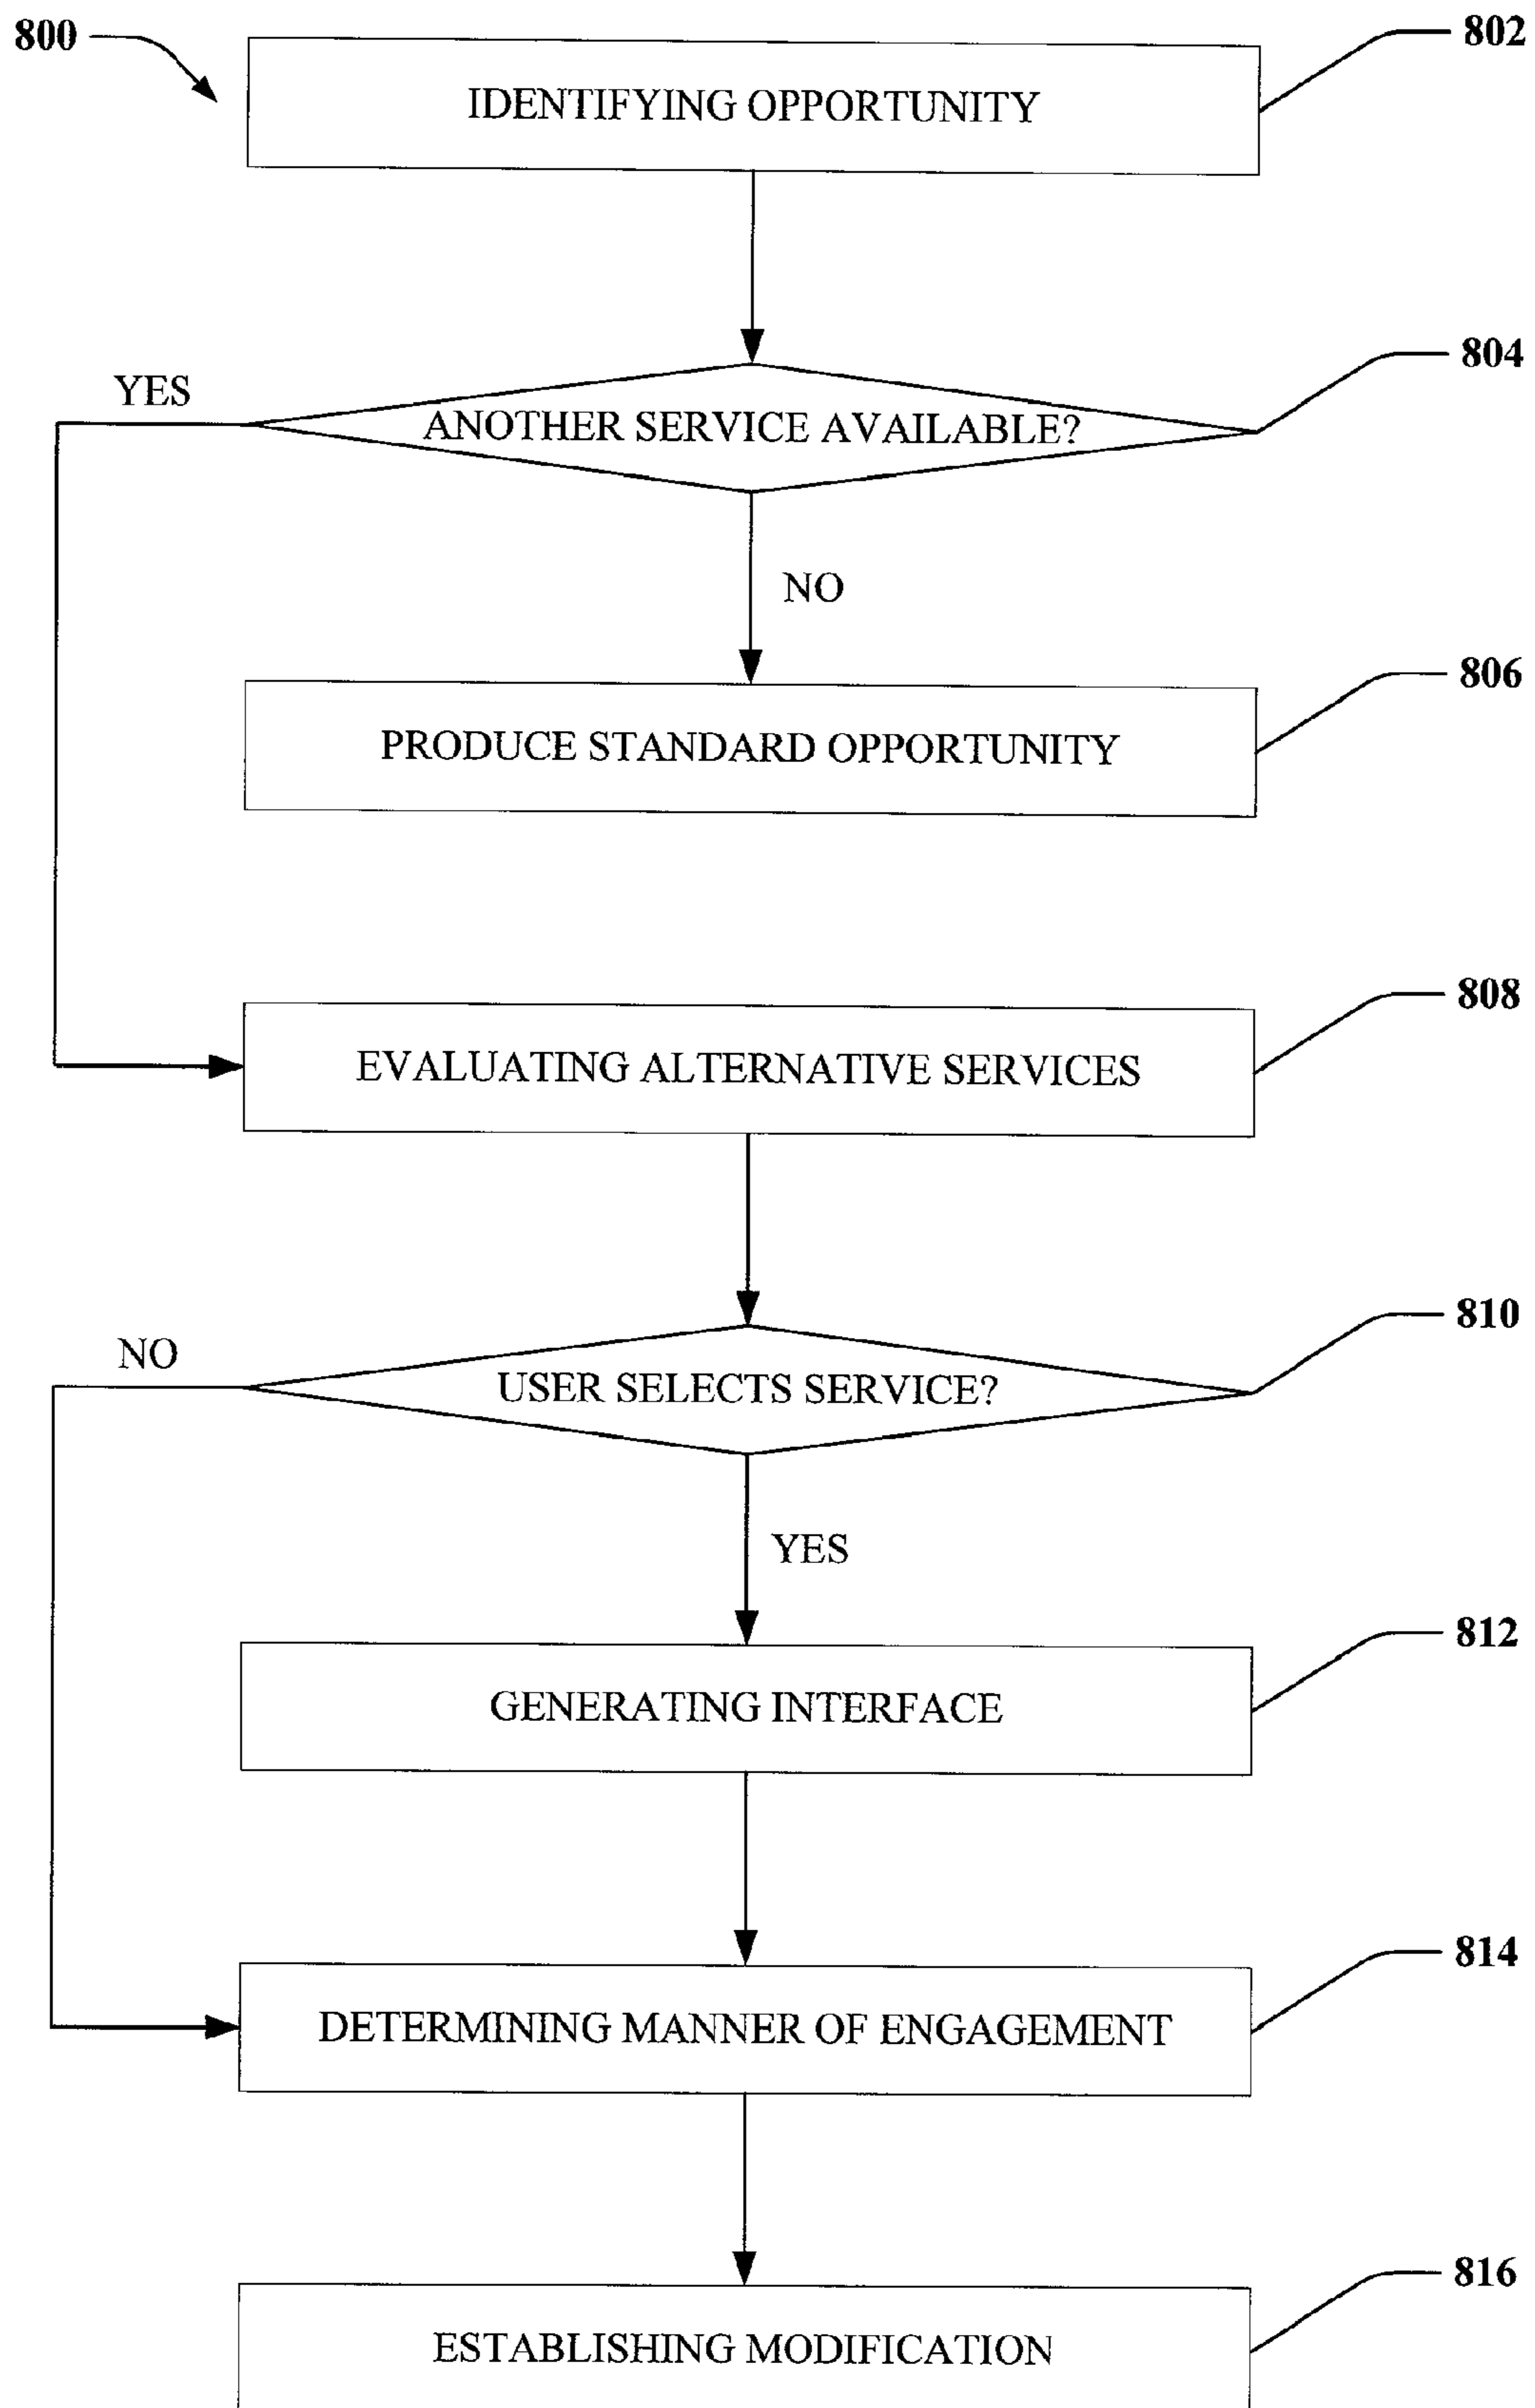 800
802
IDENTIFYING OPPORTUNITY
804
YES
ANOTHER SERVICE AVAILABLE?
NO
806
PRODUCE STANDARD OPPORTUNITY
808
EVALUATING ALTERNATIVE SERVICES
810
NO
USER SELECTS SERVICE?
YES
812
GENERATING INTERFACE
814
DETERMINING MANNER OF ENGAGEMENT
816
ESTABLISHING MODIFICATION